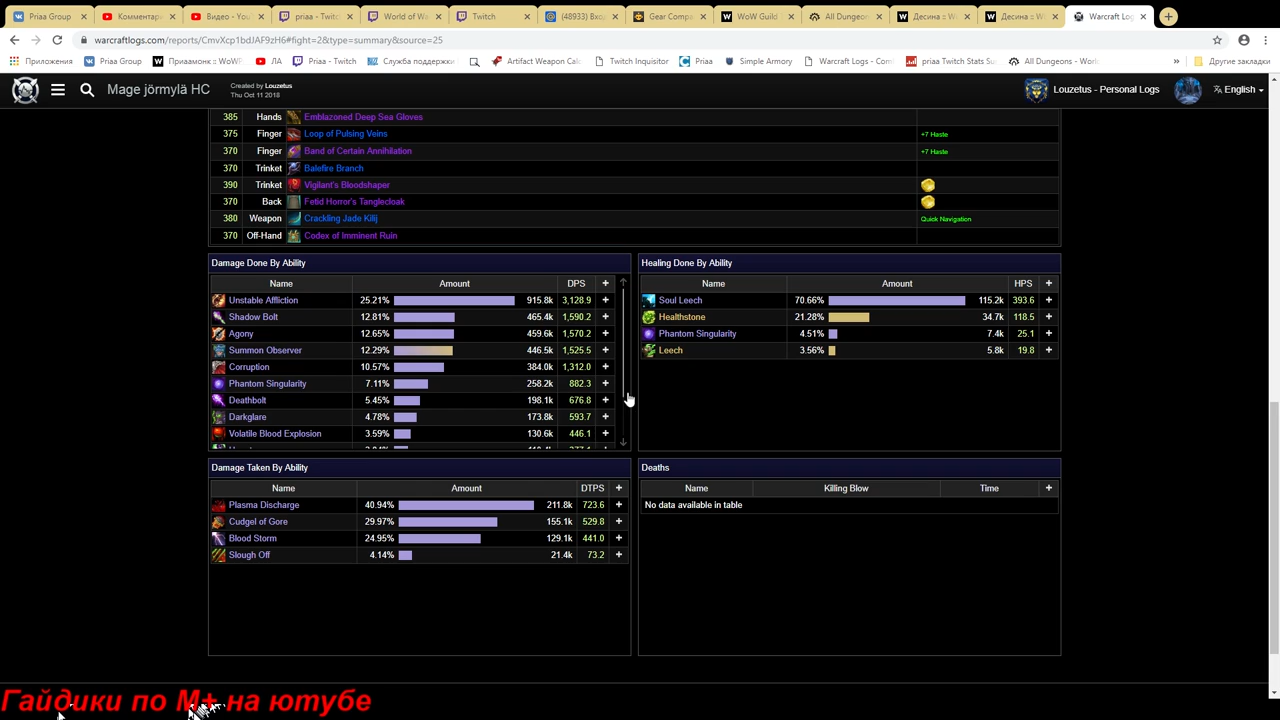 Priaa Group
Комментар
Видео - You
priaa - Twitc
World of Wa
Twitch
(48933) Вхо
Gear Compa
WoW Guild
All Dungeo
Десина ::
Десина ::
Warcraft Lo
warcraftlogs.com/reports/CmvXcp1bdJAF9zH6#fight=2&type=summary&source=25
Приложения
Priaa Group
Прииамонк :: WoWP
ЛА
Priaa - Twitch
Служба поддержки
Artifact Weapon Calc
Twitch Inquisitor
Priaa
Simple Armory
Warcraft Logs - Com
priaa Twitch Stats Su
All Dungeons - Worl
»
Другие закладки
Mage jörmylä HC
Created by Louzetus
Thu Oct 11 2018
Louzetus - Personal Logs
English
385 Hands Emblazoned Deep Sea Gloves
375 Finger Loop of Pulsing Veins +7 Haste
370 Finger Band of Certain Annihilation +7 Haste
370 Trinket Balefire Branch
390 Trinket Vigilant's Bloodshaper
370 Back Fetid Horror's Tanglecloak
380 Weapon Crackling Jade Kilij Quick Navigation
370 Off-Hand Codex of Imminent Ruin
Damage Done By Ability
Name Amount DPS +
Unstable Affliction 25.21% 915.8k 3,128.9 +
Shadow Bolt 12.81% 465.4k 1,590.2 +
Agony 12.65% 459.6k 1,570.2 +
Summon Observer 12.29% 446.5k 1,525.5 +
Corruption 10.57% 384.0k 1,312.0 +
Phantom Singularity 7.11% 258.2k 882.3 +
Deathbolt 5.45% 198.1k 676.8 +
Darkglare 4.78% 173.8k 593.7 +
Volatile Blood Explosion 3.59% 130.6k 446.1 +
Healing Done By Ability
Name Amount HPS +
Soul Leech 70.66% 115.2k 393.6 +
Healthstone 21.28% 34.7k 118.5 +
Phantom Singularity 4.51% 7.4k 25.1 +
Leech 3.56% 5.8k 19.8 +
Damage Taken By Ability
Name Amount DTPS +
Plasma Discharge 40.94% 211.8k 723.6 +
Cudgel of Gore 29.97% 155.1k 529.8 +
Blood Storm 24.95% 129.1k 441.0 +
Slough Off 4.14% 21.4k 73.2 +
Deaths
Name Killing Blow Time +
No data available in table
Гайдики по М+ на ютубе